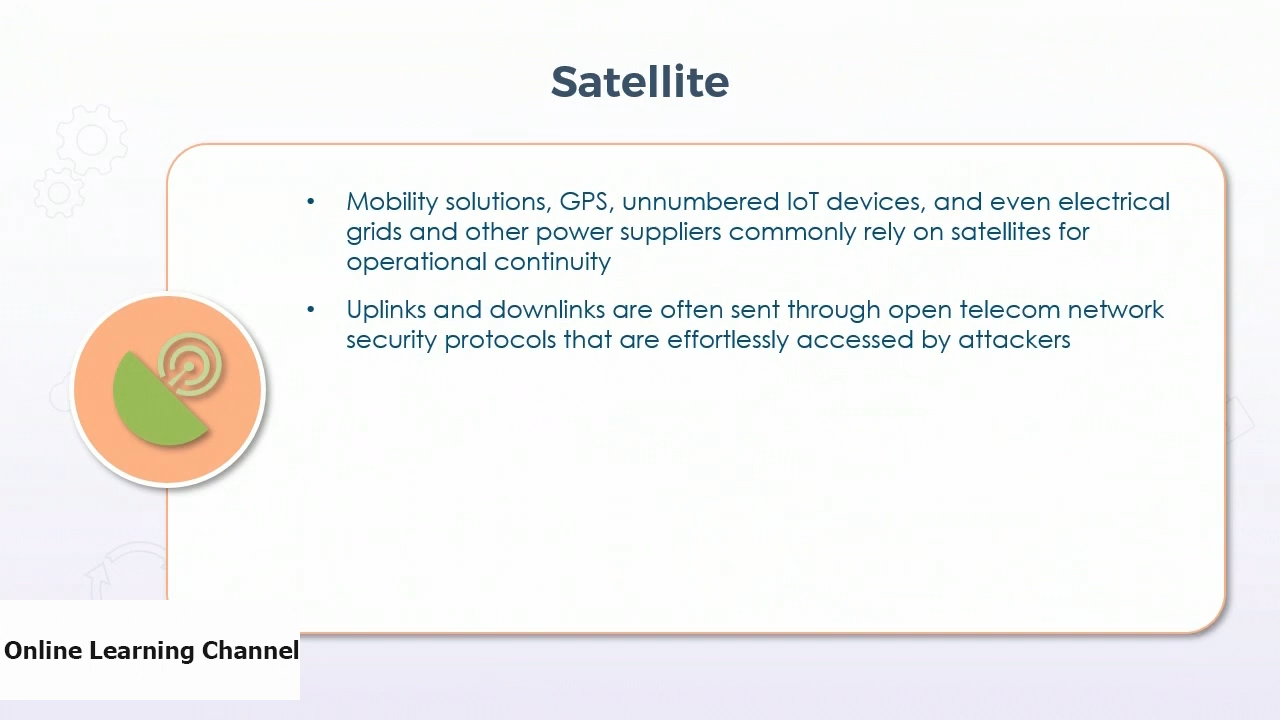 Satellite
• Mobility solutions, GPS, unnumbered IoT devices, and even electrical
grids and other power suppliers commonly rely on satellites for
operational continuity
• Uplinks and downlinks are often sent through open telecom network
security protocols that are effortlessly accessed by attackers
Online Learning Channel